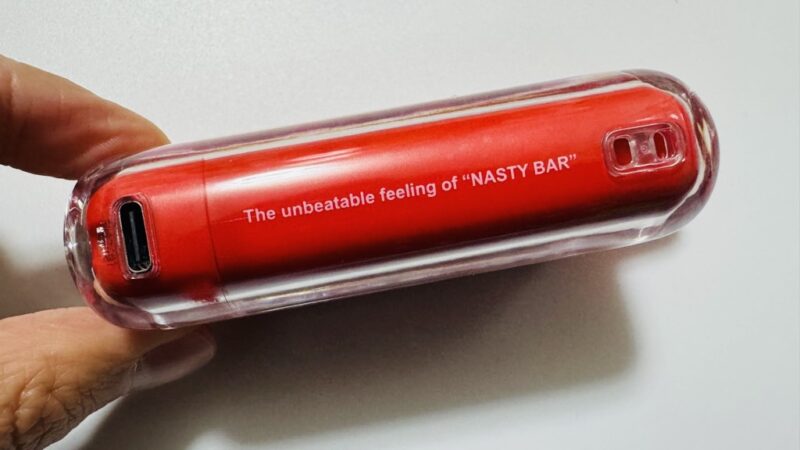 The unbeatable feeling of “NASTY BAR”